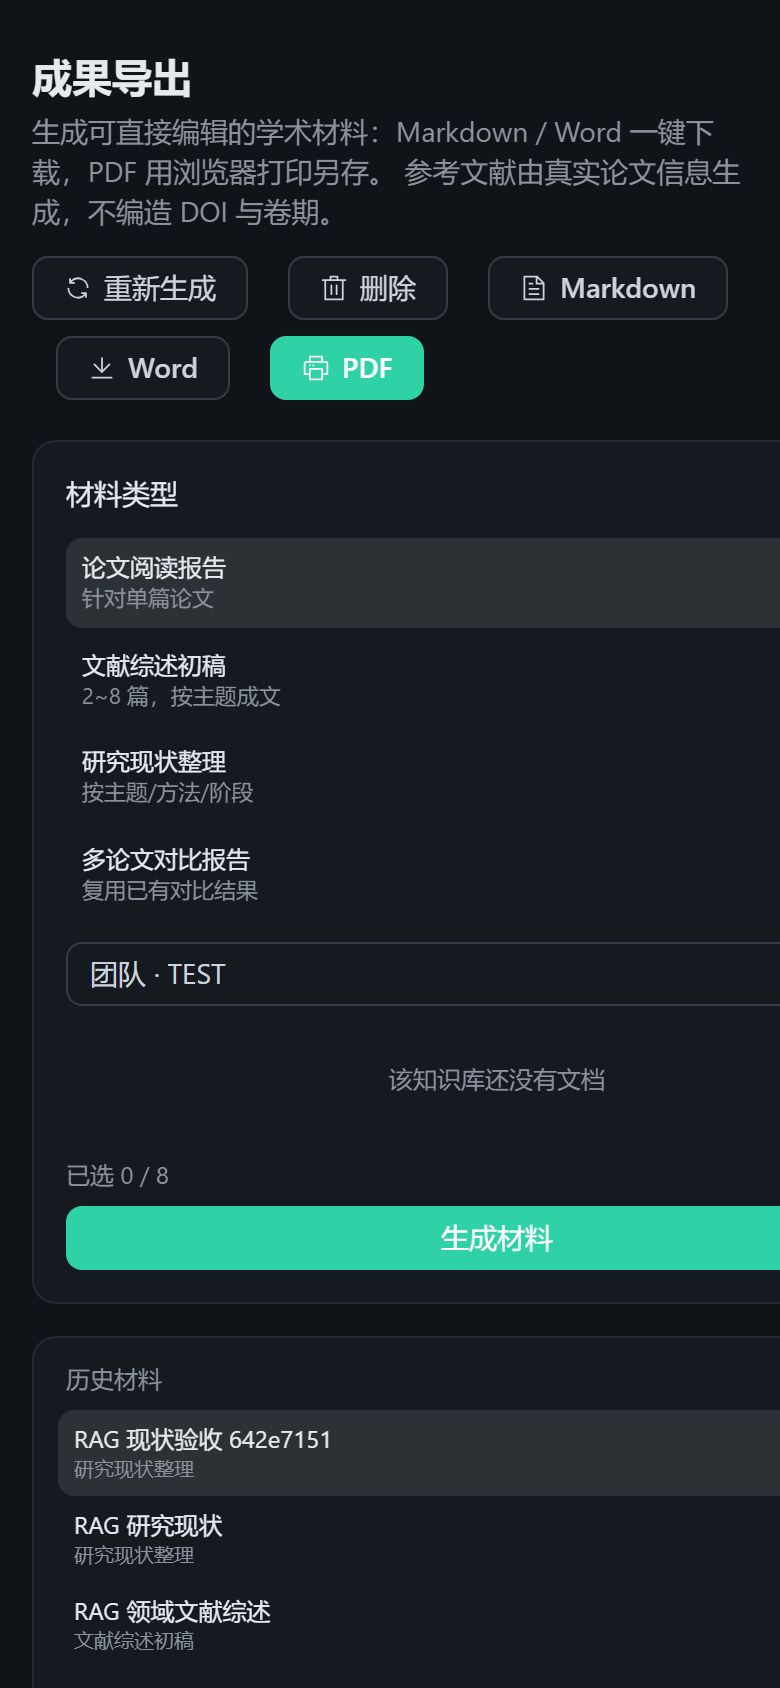 成果导出
生成可直接编辑的学术材料：Markdown / Word 一键下
载，PDF 用浏览器打印另存。 参考文献由真实论文信息生
成，不编造 DOI 与卷期。
重新生成 删除 Markdown
Word PDF
材料类型
论文阅读报告
针对单篇论文
文献综述初稿
2~8 篇，按主题成文
研究现状整理
按主题/方法/阶段
多论文对比报告
复用已有对比结果
团队 · TEST
该知识库还没有文档
已选 0 / 8
生成材料
历史材料
RAG 现状验收 642e7151
研究现状整理
RAG 研究现状
研究现状整理
RAG 领域文献综述
文献综述初稿